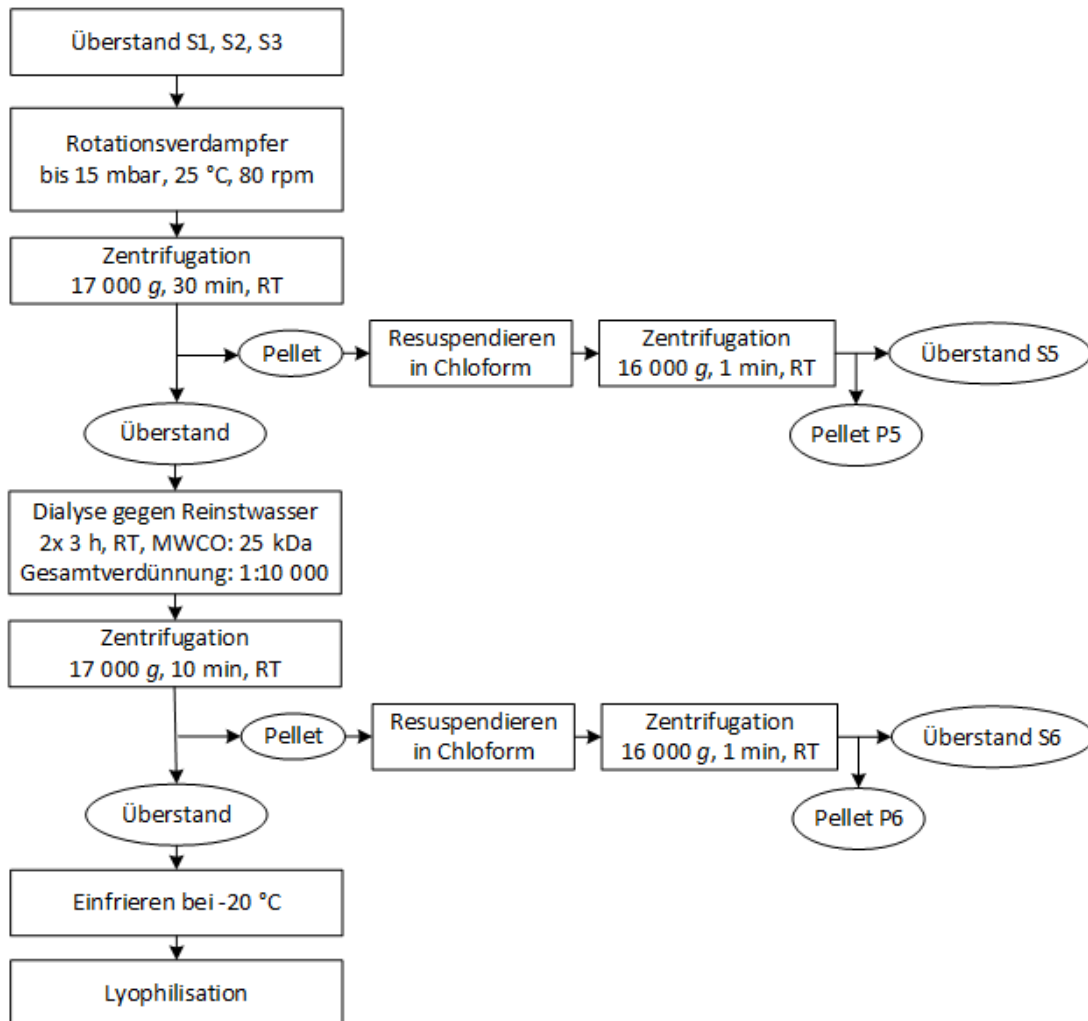 Überstand S1, S2, S3
Rotationsverdampfer
bis 15 mbar, 25 °C, 80 rpm
Zentrifugation
17 000 g, 30 min, RT
Pellet
Resuspendieren
in Chloform
Zentrifugation
16 000 g, 1 min, RT
Überstand S5
Pellet P5
Überstand
Dialyse gegen Reinstwasser
2x 3 h, RT, MWCO: 25 kDa
Gesamtverdünnung: 1:10 000
Zentrifugation
17 000 g, 10 min, RT
Pellet
Resuspendieren
in Chloform
Zentrifugation
16 000 g, 1 min, RT
Überstand S6
Pellet P6
Überstand
Einfrieren bei -20 °C
Lyophilisation